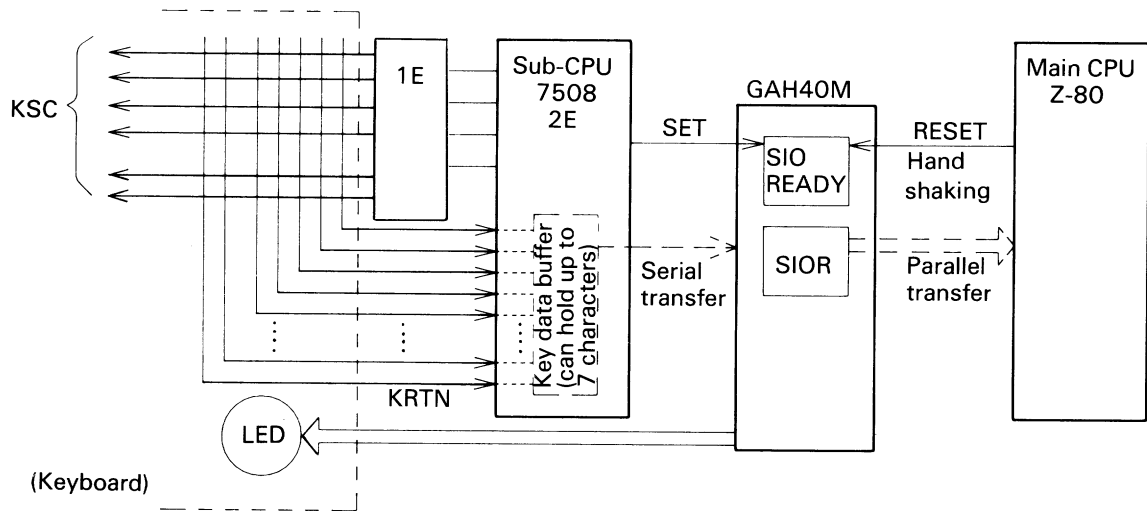 KSC
1E
Sub-CPU
7508
2E
Key data buffer
(can hold up to
7 characters)
KRTN
LED
(Keyboard)
SET
Serial
transfer
GAH40M
SIO
READY
SIOR
RESET
Hand
shaking
Parallel
transfer
Main CPU
Z-80